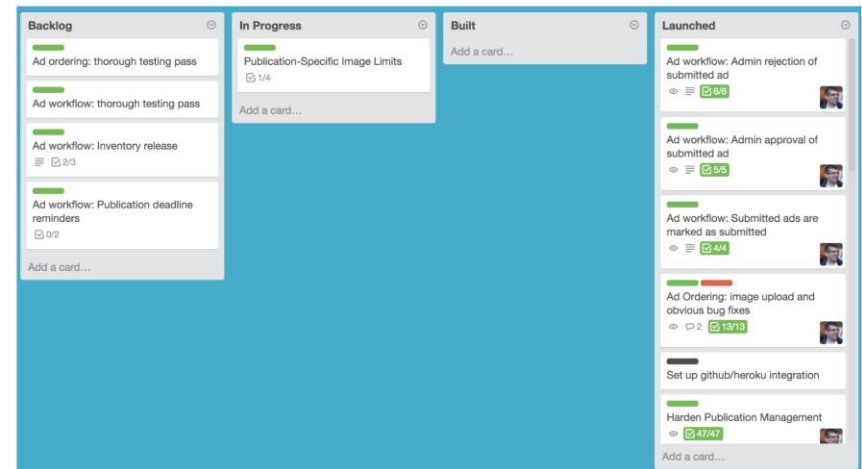 Backlog
Ad ordering: thorough testing pass
Ad workflow: thorough testing pass
Ad workflow: Inventory release
2/3
Ad workflow: Publication deadline
reminders
0/2
Add a card…
In Progress
Publication-Specific Image Limits
1/4
Add a card…
Built
Add a card…
Launched
Ad workflow: Admin rejection of
submitted ad
6/6
Ad workflow: Admin approval of
submitted ad
5/5
Ad workflow: Submitted ads are
marked as submitted
4/4
Ad Ordering: image upload and
obvious bug fixes
2 13/13
Set up github/heroku integration
Harden Publication Management
47/47
Add a card…